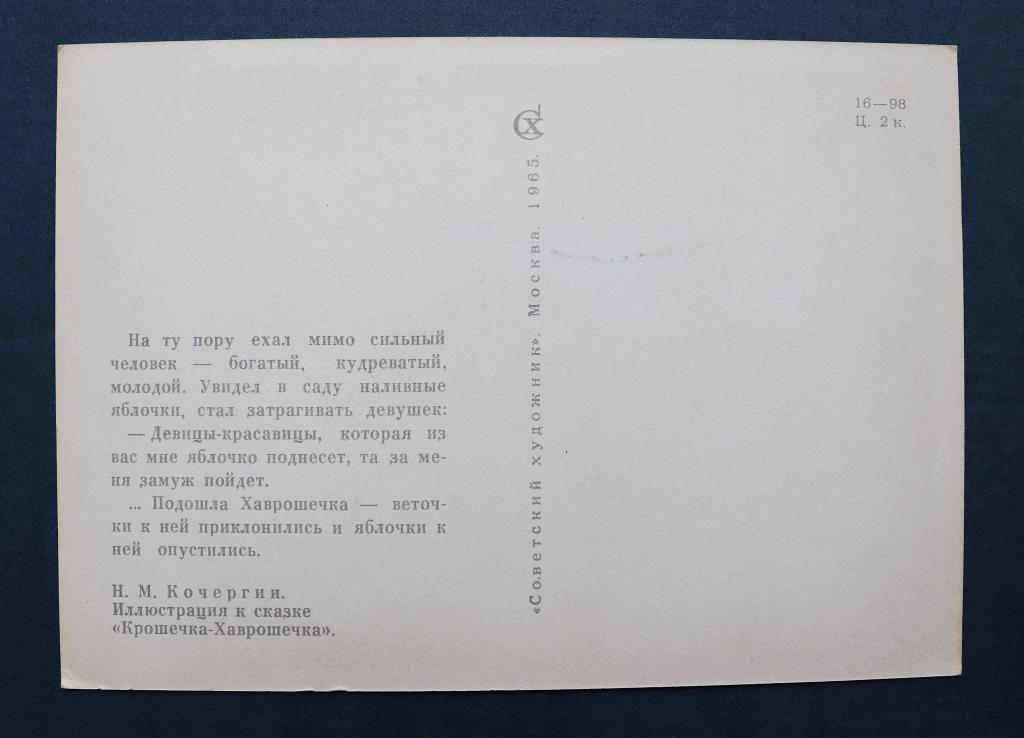 На ту пору ехал мимо сильный
человек — богатый, кудреватый,
молодой. Увидел в саду наливные
яблочки, стал затрагивать девушек:
— Девицы-красавицы, которая из
вас мне яблочко поднесет, та за ме-
ня замуж пойдет.
... Подошла Хаврошечка — веточ-
ки к ней приклонились и яблочки к
ней опустились.
Н. М. Кочергин.
Иллюстрация к сказке
«Крошечка-Хаврошечка».
СХ
«Советский художник». Москва. 1965.
16—98
Ц. 2 к.